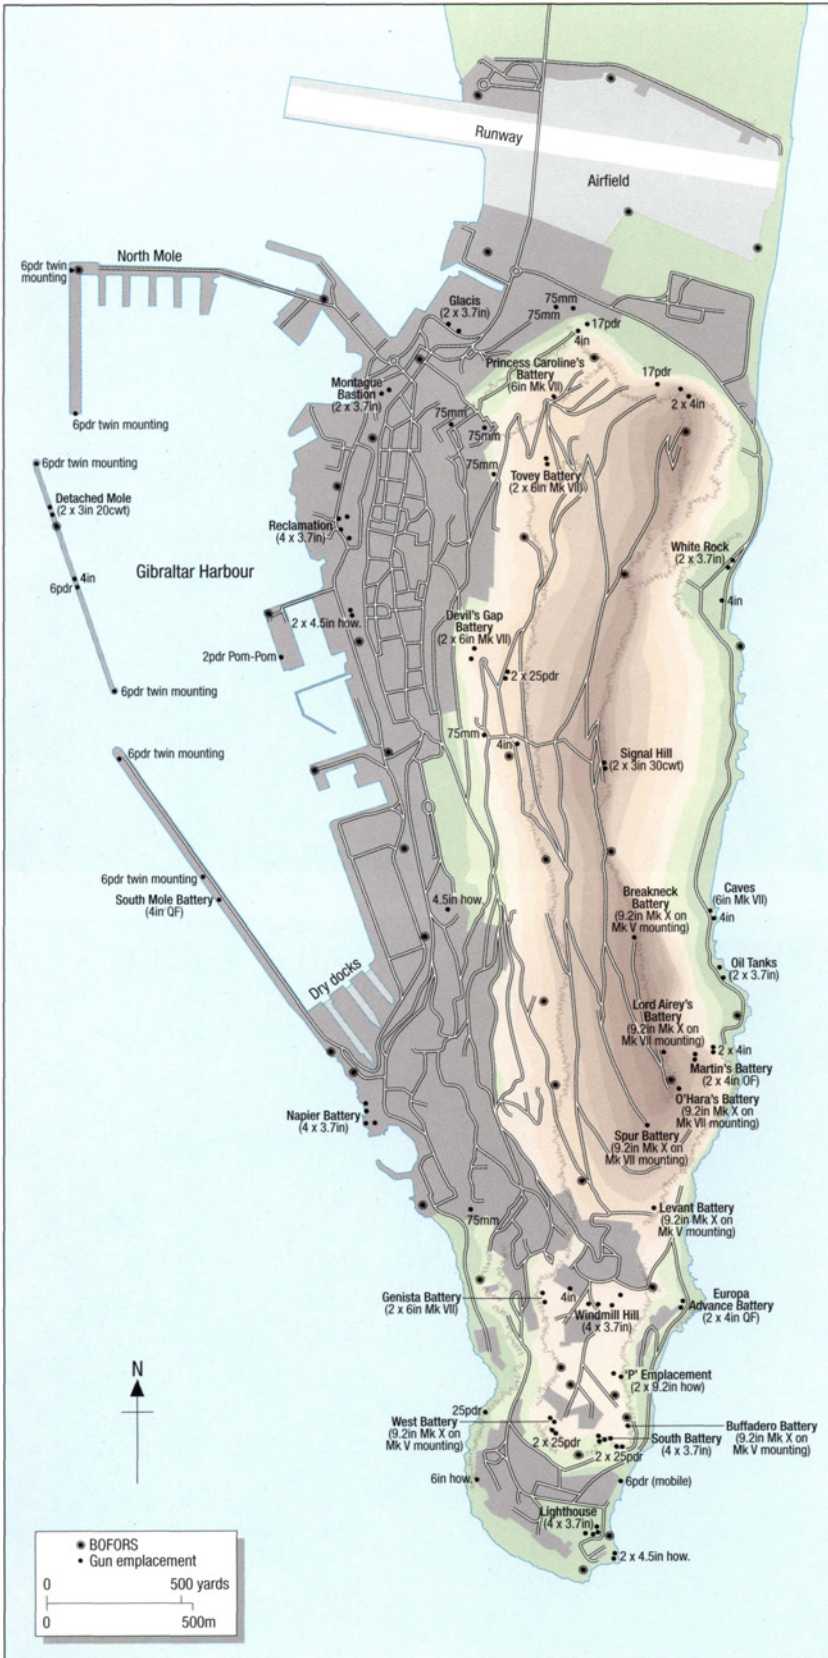 Runway
Airfield
North Mole
6pdr twin
mounting
Glacis
(2 x 3.7in)
75mm
75mm
17pdr
4in
Princess Caroline's
Battery
(6in Mk VII)
17pdr
2 x 4in
Montague
Bastion
(2 x 3.7in)
6pdr twin mounting
75mm
75mm
6pdr twin mounting
75mm
Tovey Battery
(2 x 6in Mk VII)
Detached Mole
(2 x 3in 20cwt)
Reclamation
(4 x 3.7in)
White Rock
(2 x 3.7in)
Gibraltar Harbour
4in
6pdr
4in
2 x 4.5in how.
Devil's Gap
Battery
(2 x 6in Mk VII)
2pdr Pom-Pom
2 x 25pdr
6pdr twin mounting
75mm
4in
6pdr twin mounting
Signal Hill
(2 x 3in 30cwt)
6pdr twin mounting
South Mole Battery
(4in QF)
4.5in how.
Breakneck
Battery
(9.2in Mk X on
Mk V mounting)
Caves
(6in Mk VII)
4in
Oil Tanks
(2 x 3.7in)
Dry docks
Lord Airey's
Battery
(9.2in Mk X on
Mk VII mounting)
2 x 4in
Martin's Battery
(2 x 4in QF)
O'Hara's Battery
(9.2in Mk X on
Mk VII mounting)
Napier Battery
(4 x 3.7in)
Spur Battery
(9.2in Mk X on
Mk VII mounting)
75mm
Levant Battery
(9.2in Mk X on
Mk V mounting)
Genista Battery
(2 x 6in Mk VII)
4in
Windmill Hill
(4 x 3.7in)
Europa
Advance Battery
(2 x 4in QF)
N
'P' Emplacement
(2 x 9.2in how)
25pdr
West Battery
(9.2in Mk X on
Mk V mounting)
2 x 25pdr
Buffadero Battery
(9.2in Mk X on
Mk V mounting)
South Battery
(4 x 3.7in)
2 x 25pdr
6in how.
6pdr (mobile)
Lighthouse
(4 x 3.7in)
2 x 4.5in how.
BOFORS
Gun emplacement
0 500 yards
0 500m